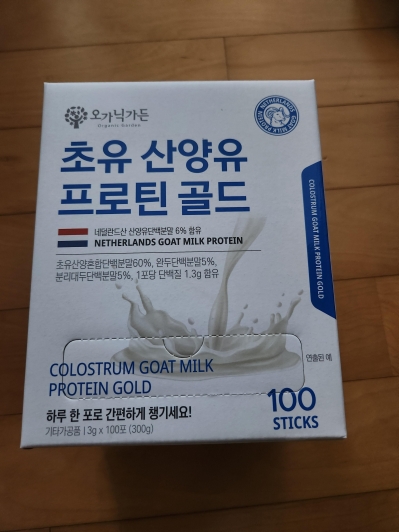 오가닉가든
Organic Garden
NETHERLANDS
GOAT MILK PROTEIN
초유 산양유
프로틴 골드
네덜란드산 산양유단백분말 6% 함유
NETHERLANDS GOAT MILK PROTEIN
초유산양혼합단백분말60%, 완두단백분말5%,
분리대두단백분말5%, 1포당 단백질 1.3g 함유
COLOSTRUM GOAT MILK PROTEIN GOLD
연출된 예
COLOSTRUM GOAT MILK
PROTEIN GOLD
100
STICKS
하루 한 포로 간편하게 챙기세요!
기타가공품 | 3g x 100포 (300g)